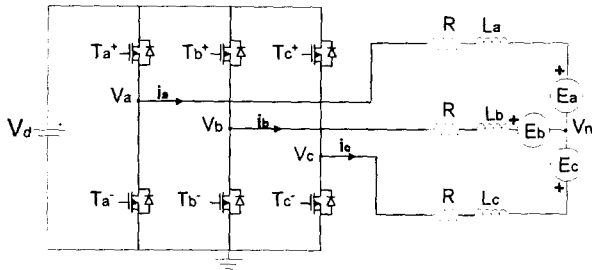 Ta+ Tb+ Tc+
R La
Va ia
Ea
Vd Vb ib R Lb Eb Vn
Vc ic
Ec
Ta- Tb- Tc-
R Lc
+
+
+